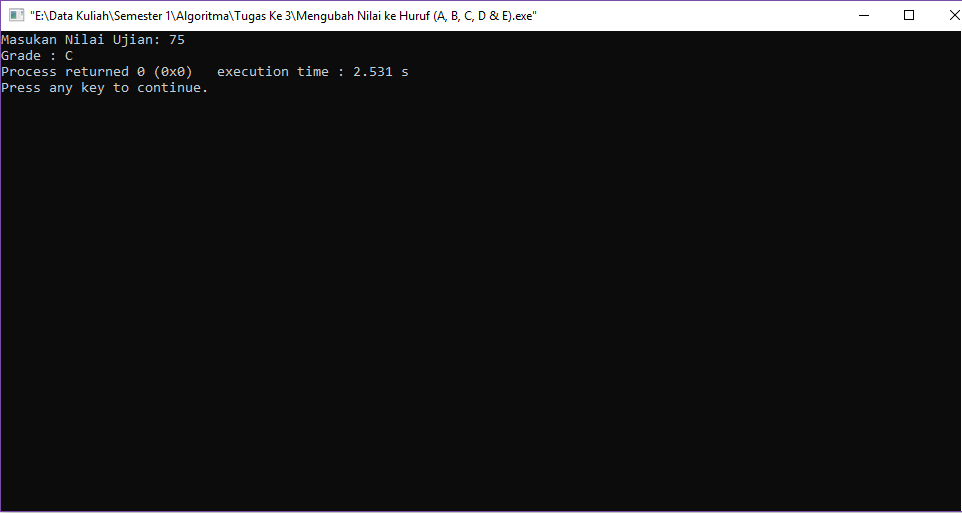 "E:\Data Kuliah\Semester 1\Algoritma\Tugas Ke 3\Mengubah Nilai ke Huruf (A, B, C, D & E).exe"
Masukan Nilai Ujian: 75
Grade : C
Process returned 0 (0x0)   execution time : 2.531 s
Press any key to continue.